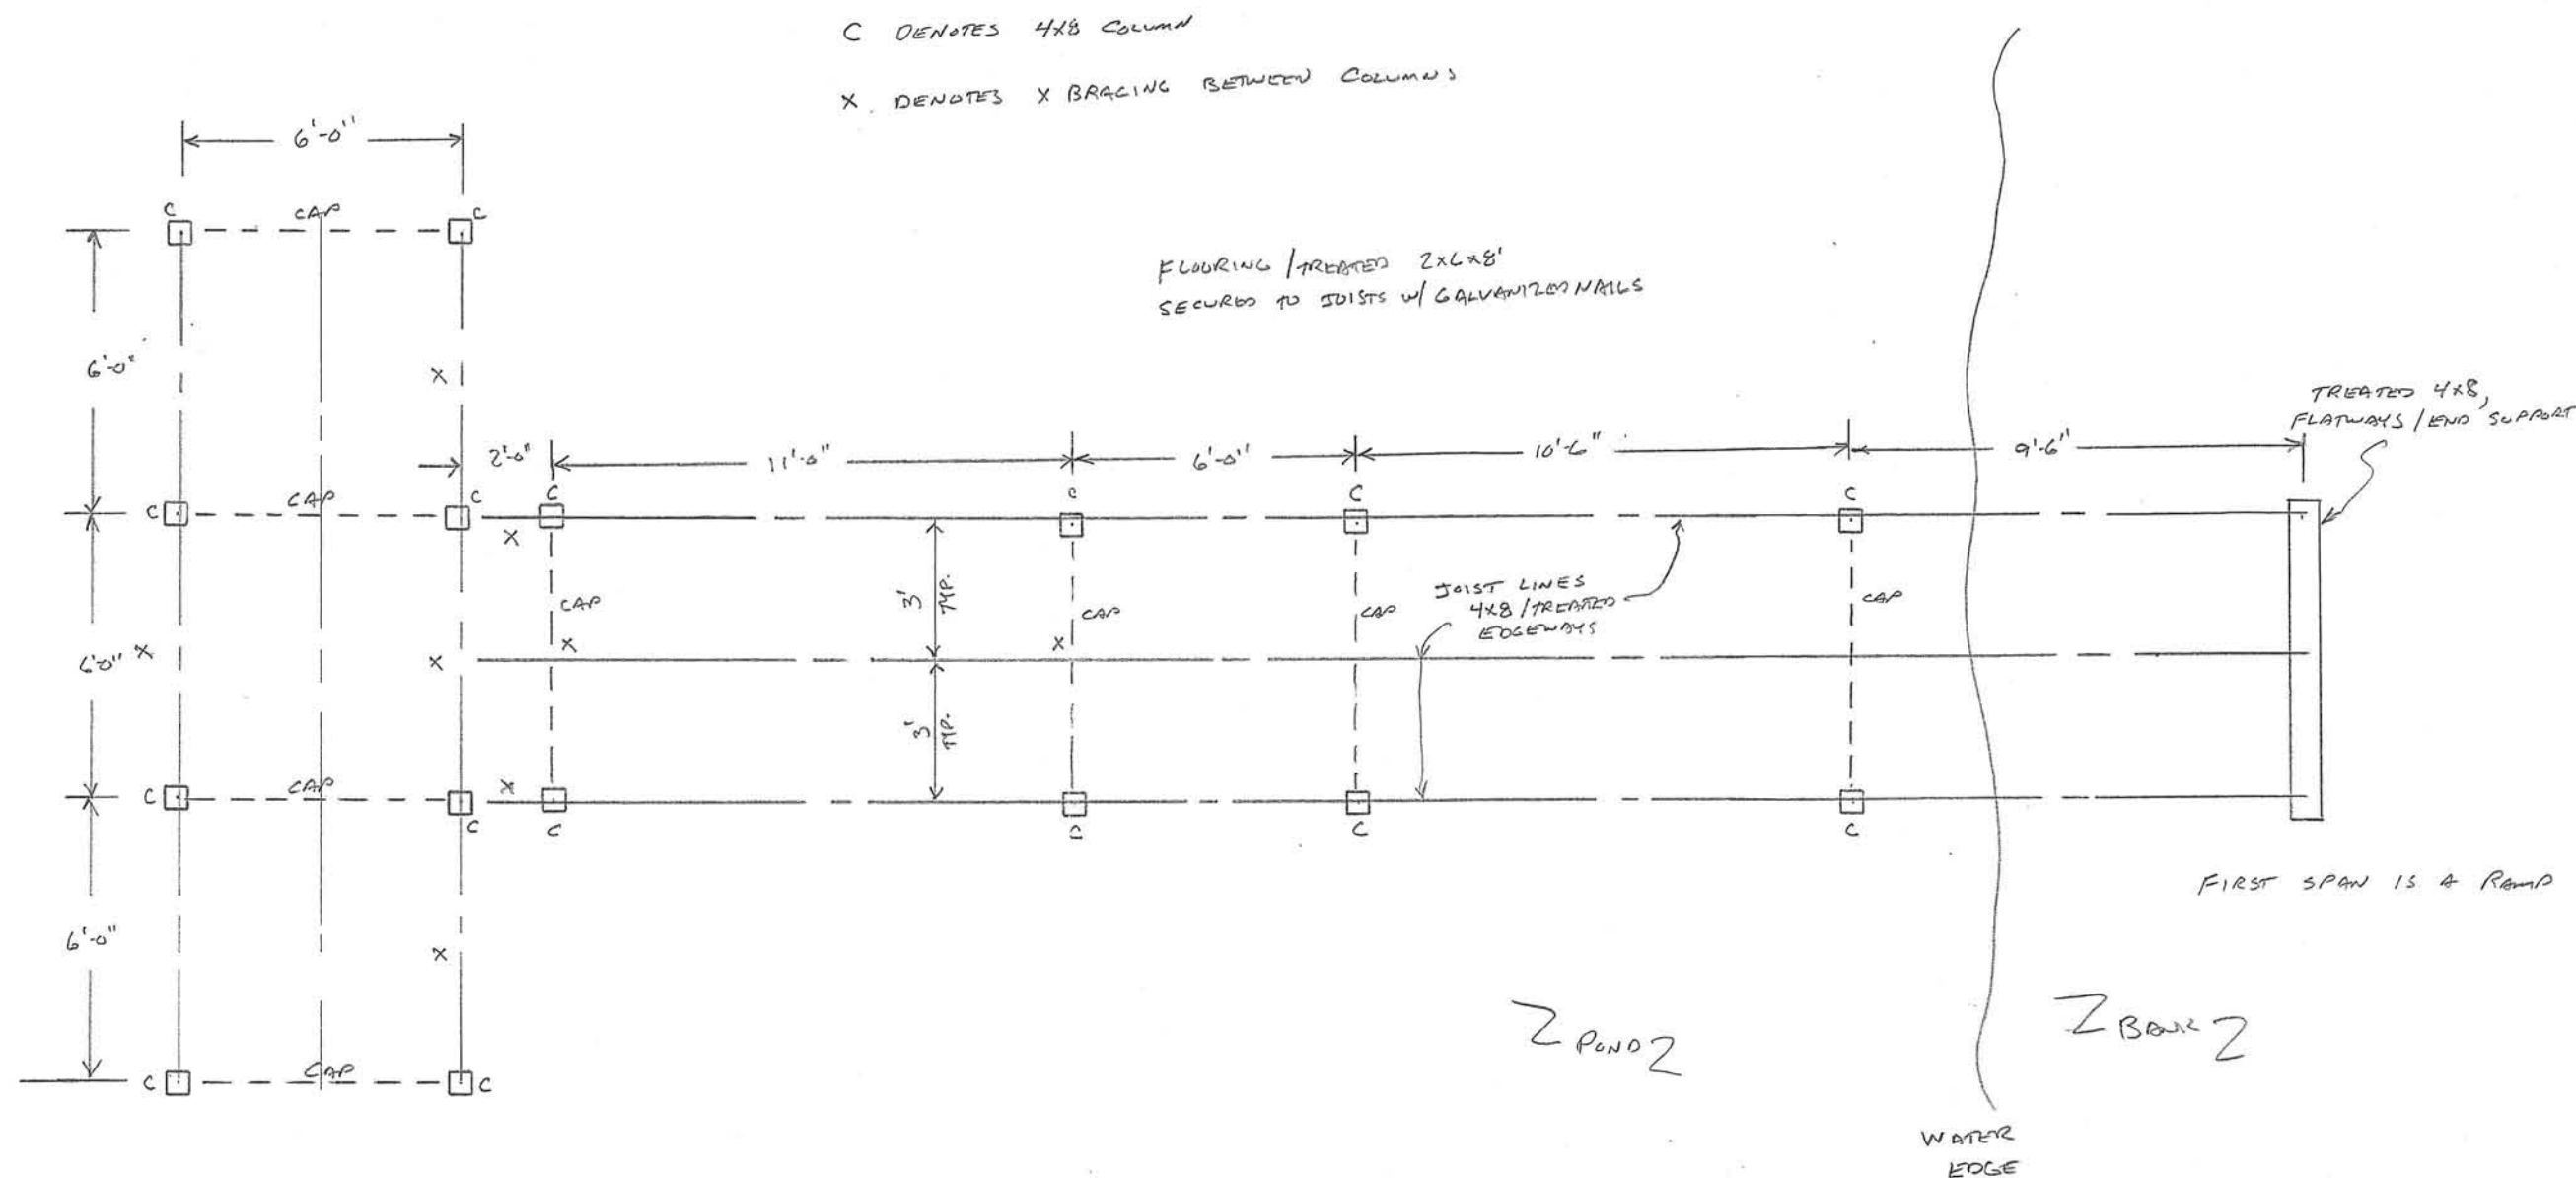 C DENOTES 4x8 COLUMN
X DENOTES X BRACING BETWEEN COLUMNS
6'-0"
C CAP C
FLOORING / TREATED 2x6x8'
SECURED TO JOISTS w/ GALVANIZED NAILS
6'-0"
X
TREATED 4x8,
FLATWAYS / END SUPPORT
2'-0" 11'-0" 6'-0" 10'-6" 9'-6"
C CAP C C C C C
X X
3' TYP.
JOIST LINES
4x8 / TREATED
EDGEWAYS
CAP CAP CAP CAP
6'-0" X X X X
3' TYP.
C CAP C C C C C
FIRST SPAN IS A RAMP
6'-0"
X
POND
BANK
C CAP C
WATER
EDGE